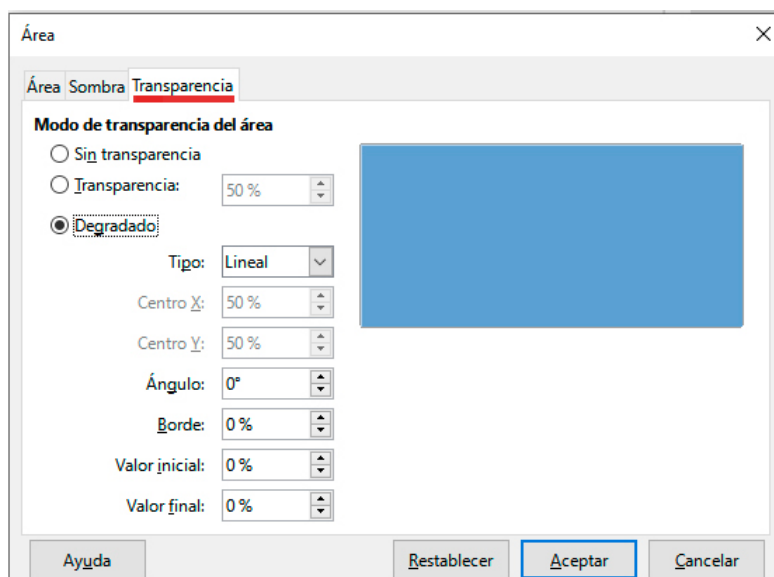 Área
Área Sombra Transparencia
Modo de transparencia del área
Sin transparencia
Transparencia: 50 %
Degradado
Tipo: Lineal
Centro X: 50 %
Centro Y: 50 %
Ángulo: 0°
Borde: 0 %
Valor inicial: 0 %
Valor final: 0 %
Ayuda Restablecer Aceptar Cancelar